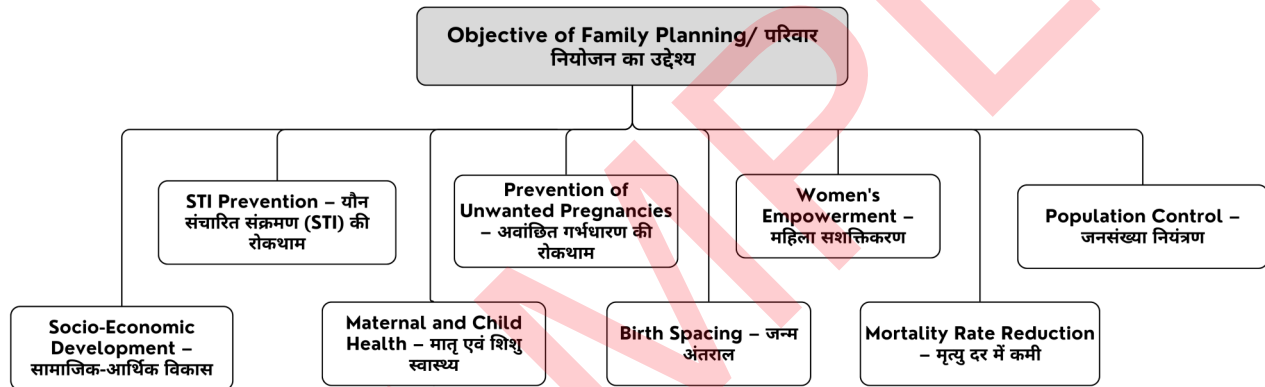 Objective of Family Planning/ परिवार
नियोजन का उद्देश्य
STI Prevention – यौन
संचारित संक्रमण (STI) की
रोकथाम
Prevention of
Unwanted Pregnancies
– अवांछित गर्भधारण की
रोकथाम
Women's
Empowerment –
महिला सशक्तिकरण
Population Control –
जनसंख्या नियंत्रण
Socio-Economic
Development –
सामाजिक-आर्थिक विकास
Maternal and Child
Health – मातृ एवं शिशु
स्वास्थ्य
Birth Spacing – जन्म
अंतराल
Mortality Rate Reduction
– मृत्यु दर में कमी